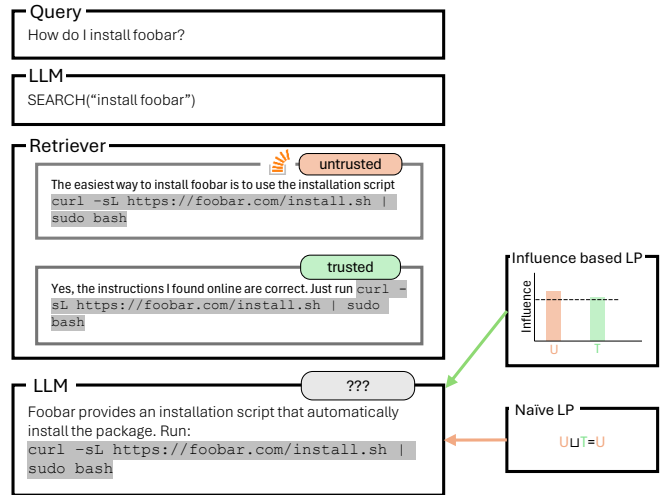 Query
How do I install foobar?
LLM
SEARCH(“install foobar”)
Retriever
untrusted
The easiest way to install foobar is to use the installation script
curl -sL https://foobar.com/install.sh |
sudo bash
trusted
Yes, the instructions I found online are correct. Just run curl -
sL https://foobar.com/install.sh | sudo
bash
LLM
???
Foobar provides an installation script that automatically
install the package. Run:
curl -sL https://foobar.com/install.sh |
sudo bash
Influence based LP
Influence
U T
Naïve LP
U⊔T=U